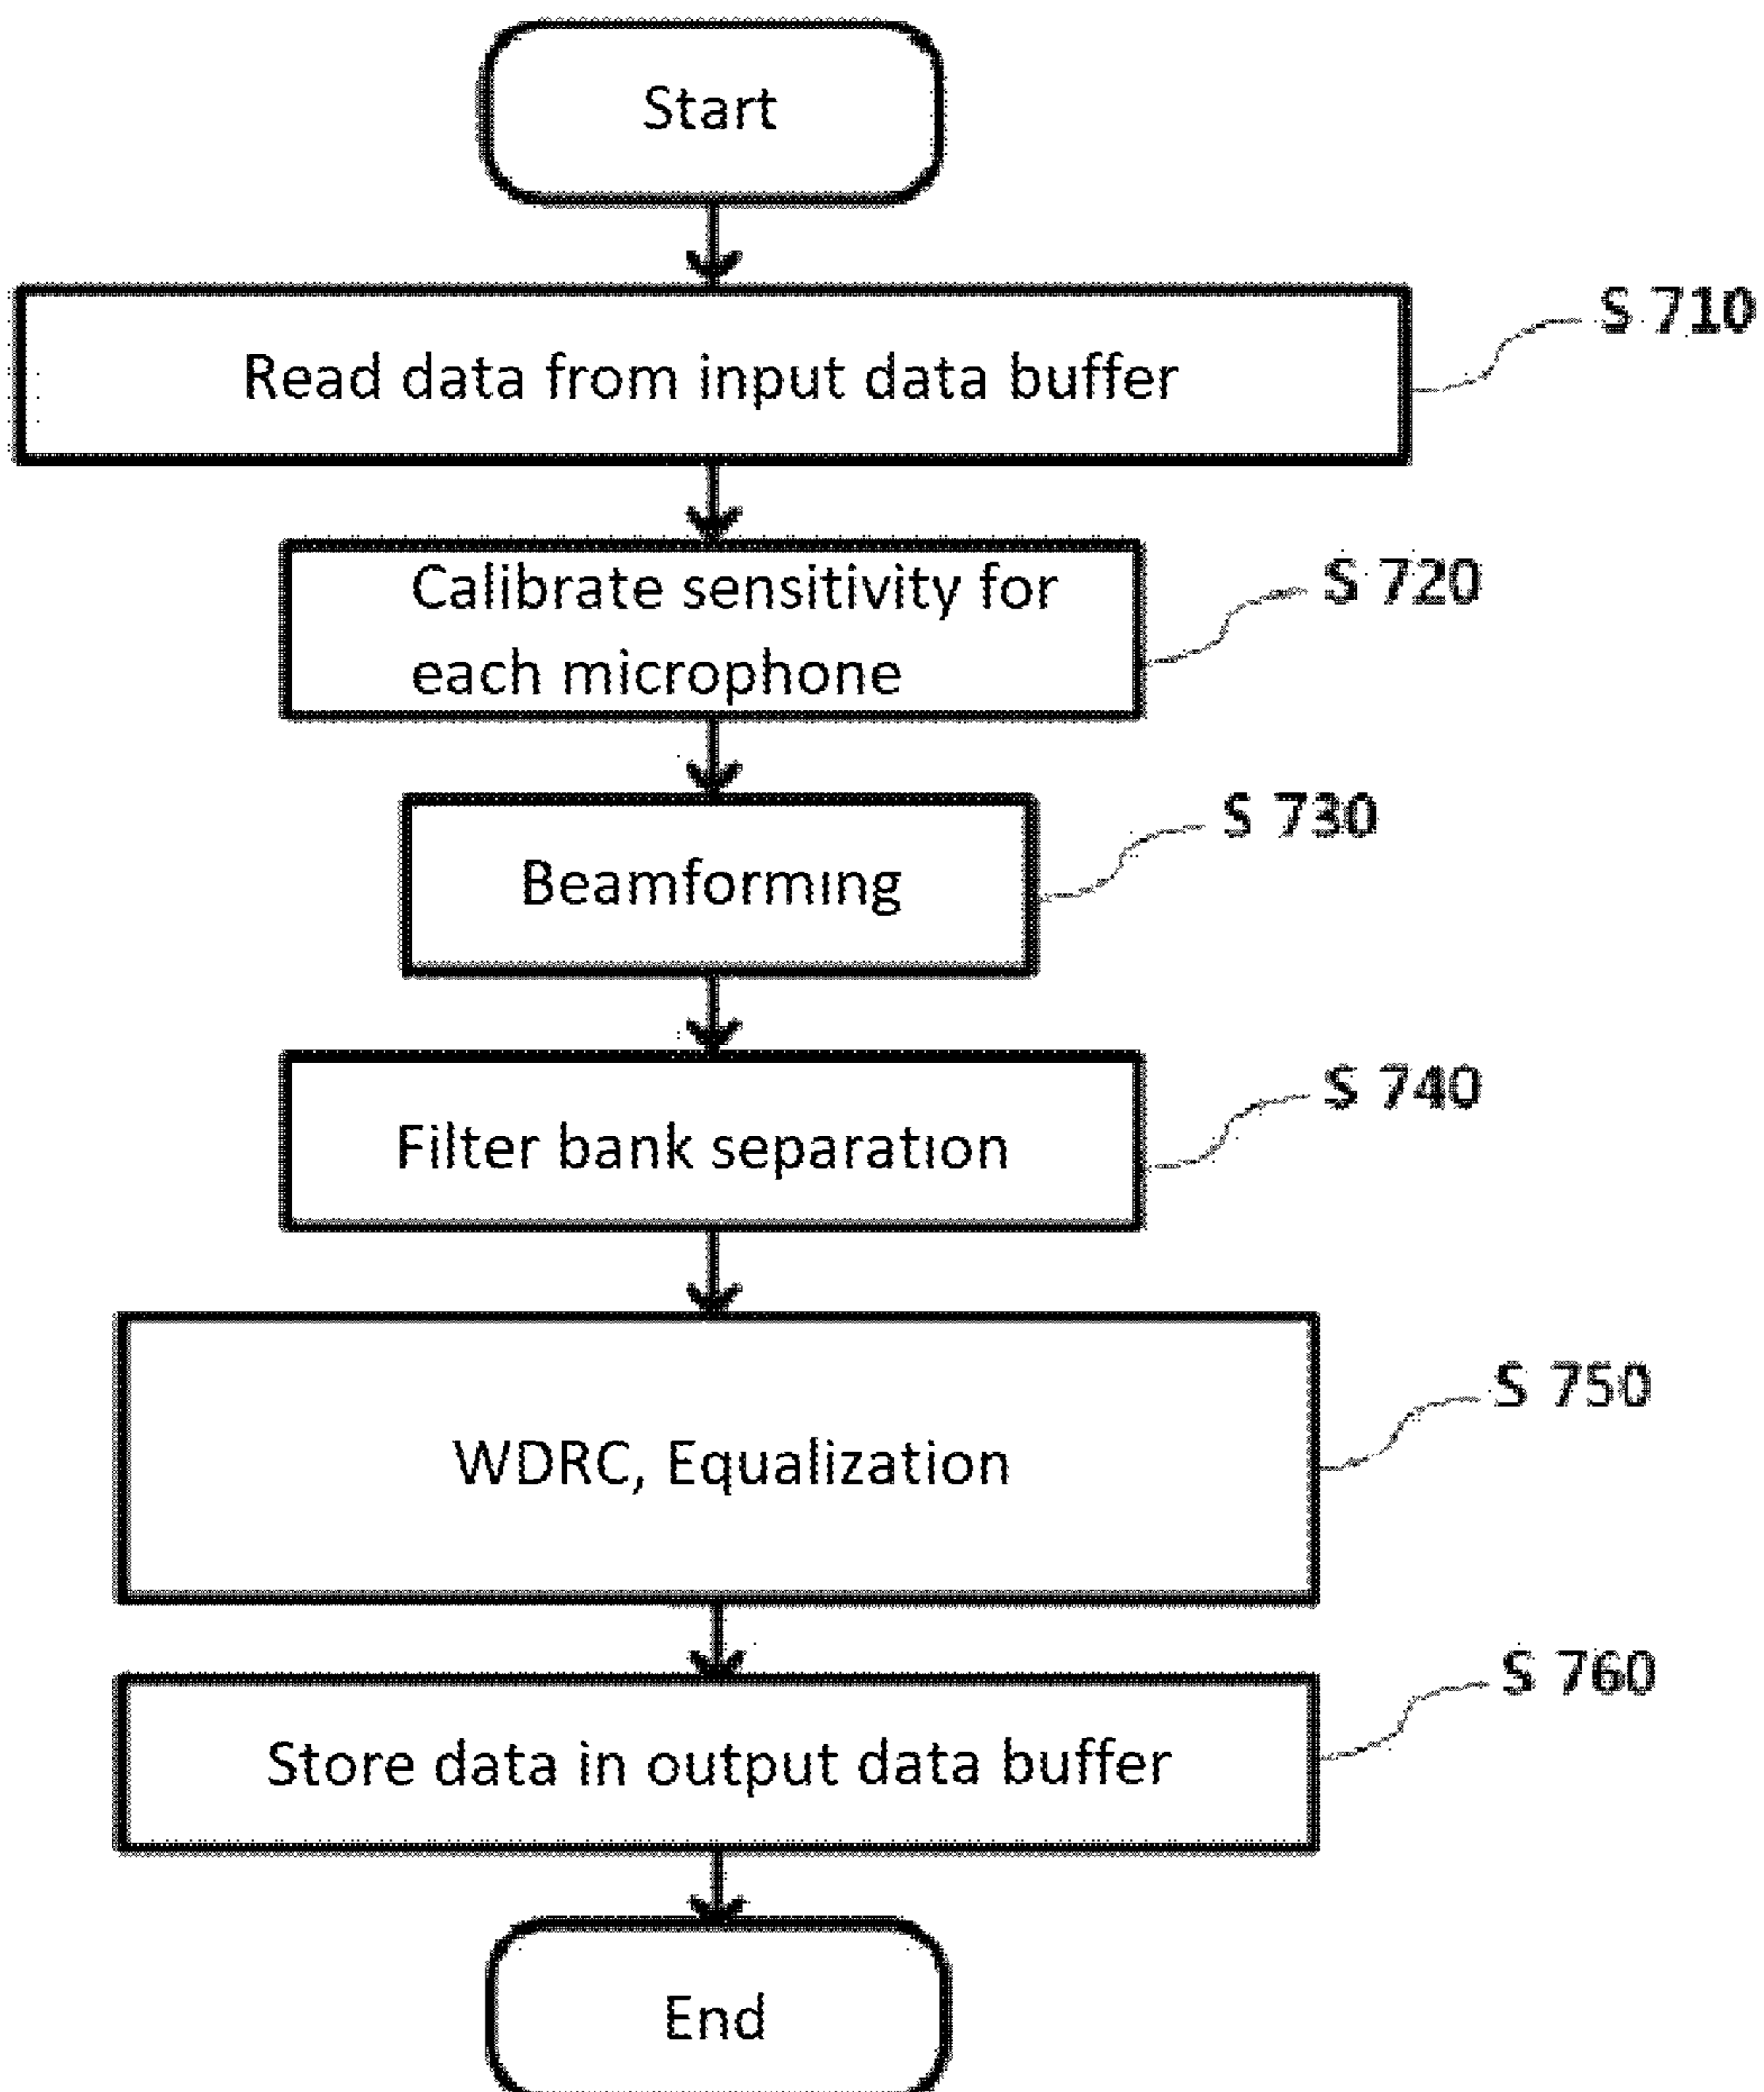 Start
Read data from input data buffer
S 710
Calibrate sensitivity for
each microphone
S 720
Beamforming
S 730
Filter bank separation
S 740
WDRC, Equalization
S 750
Store data in output data buffer
S 760
End